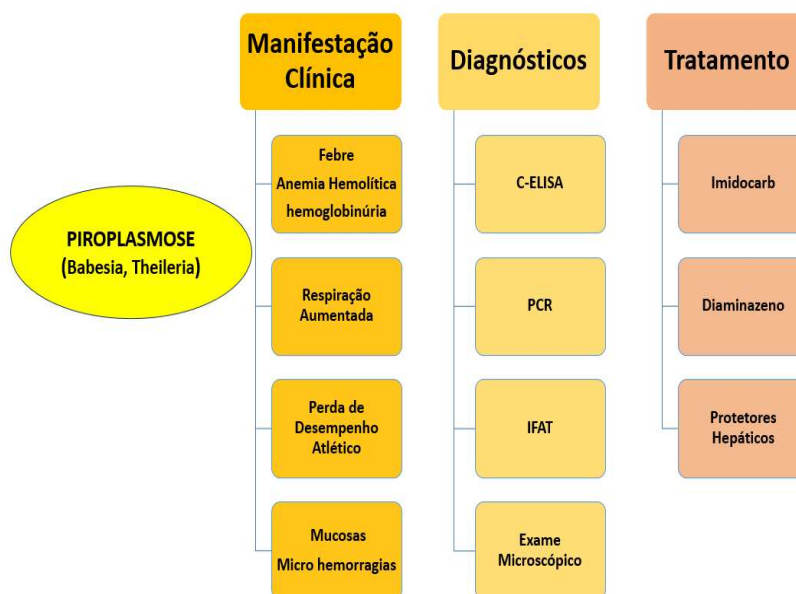 PIROPLASMOSE
(Babesia, Theileria)
Manifestação
Clínica
Febre
Anemia Hemolítica
hemoglobinúria
Respiração
Aumentada
Perda de
Desempenho
Atlético
Mucosas
Micro hemorragias
Diagnósticos
C-ELISA
PCR
IFAT
Exame
Microscópico
Tratamento
Imidocarb
Diaminazeno
Protetores
Hepáticos